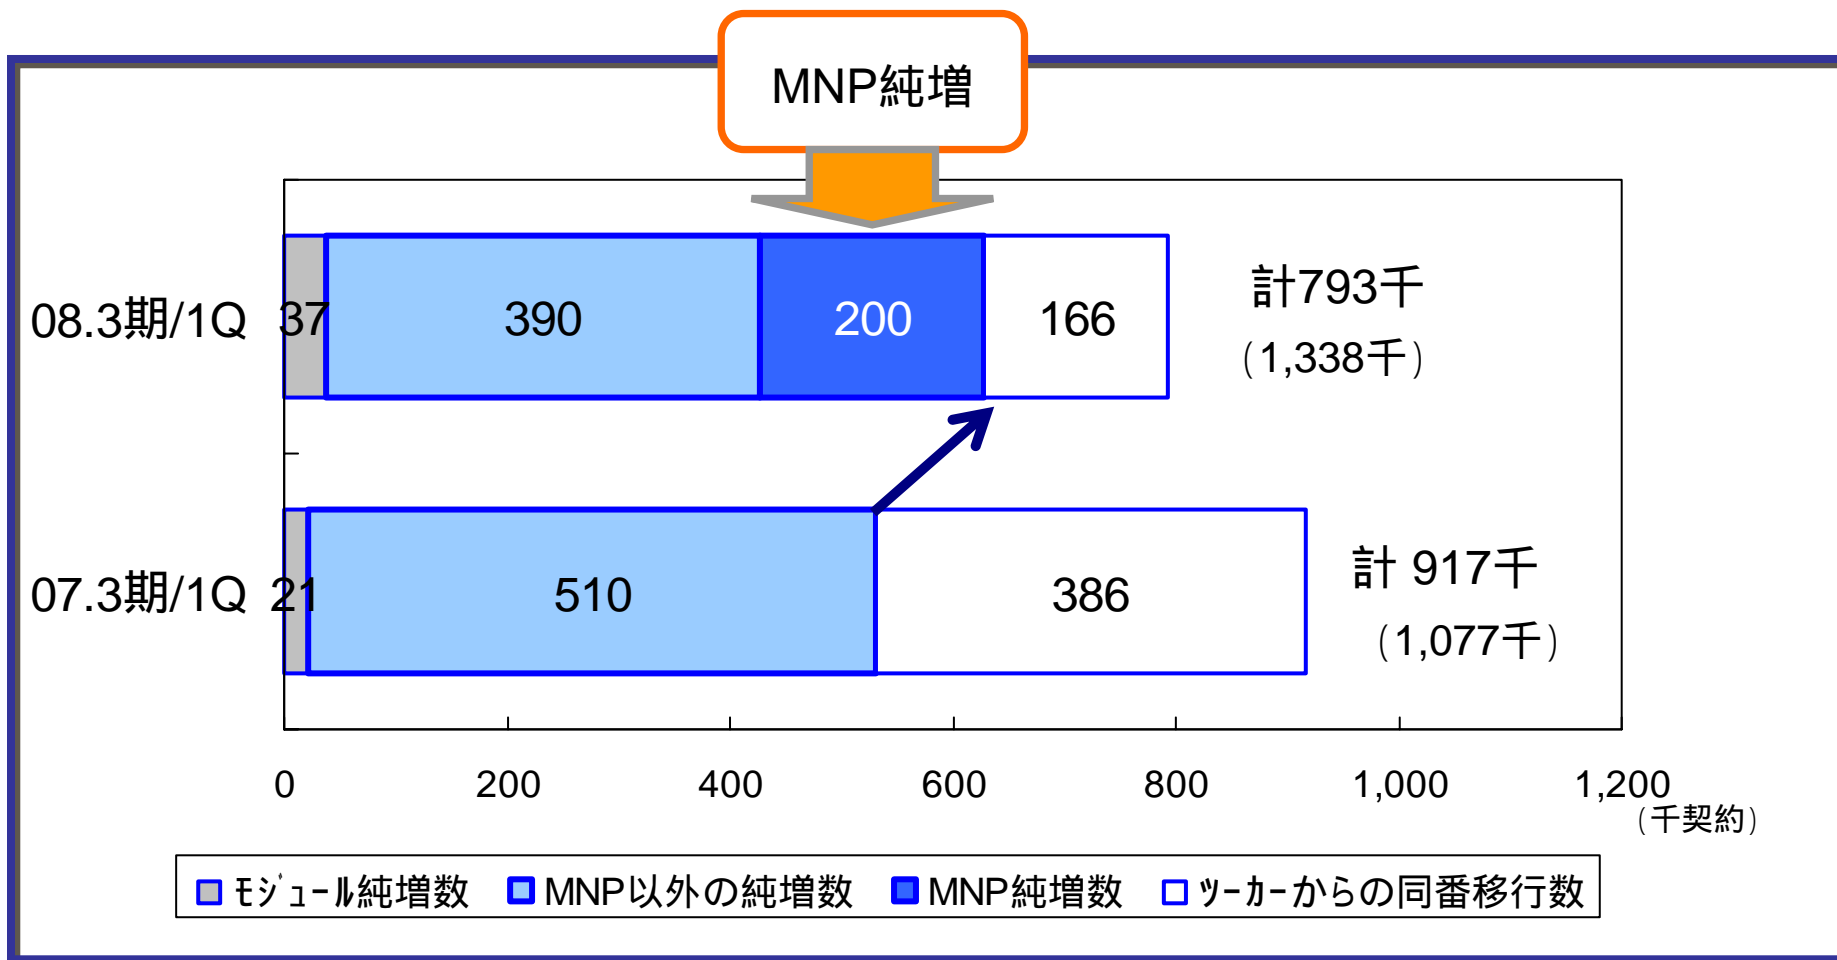 MNP純増
08.3期/1Q 37 390 200 166 計793千
(1,338千)
07.3期/1Q 21 510 386 計 917千
(1,077千)
0 200 400 600 800 1,000 1,200
(千契約)
ﾓｼﾞｭｰﾙ純増数 MNP以外の純増数 MNP純増数 ﾂｰｶｰからの同番移行数